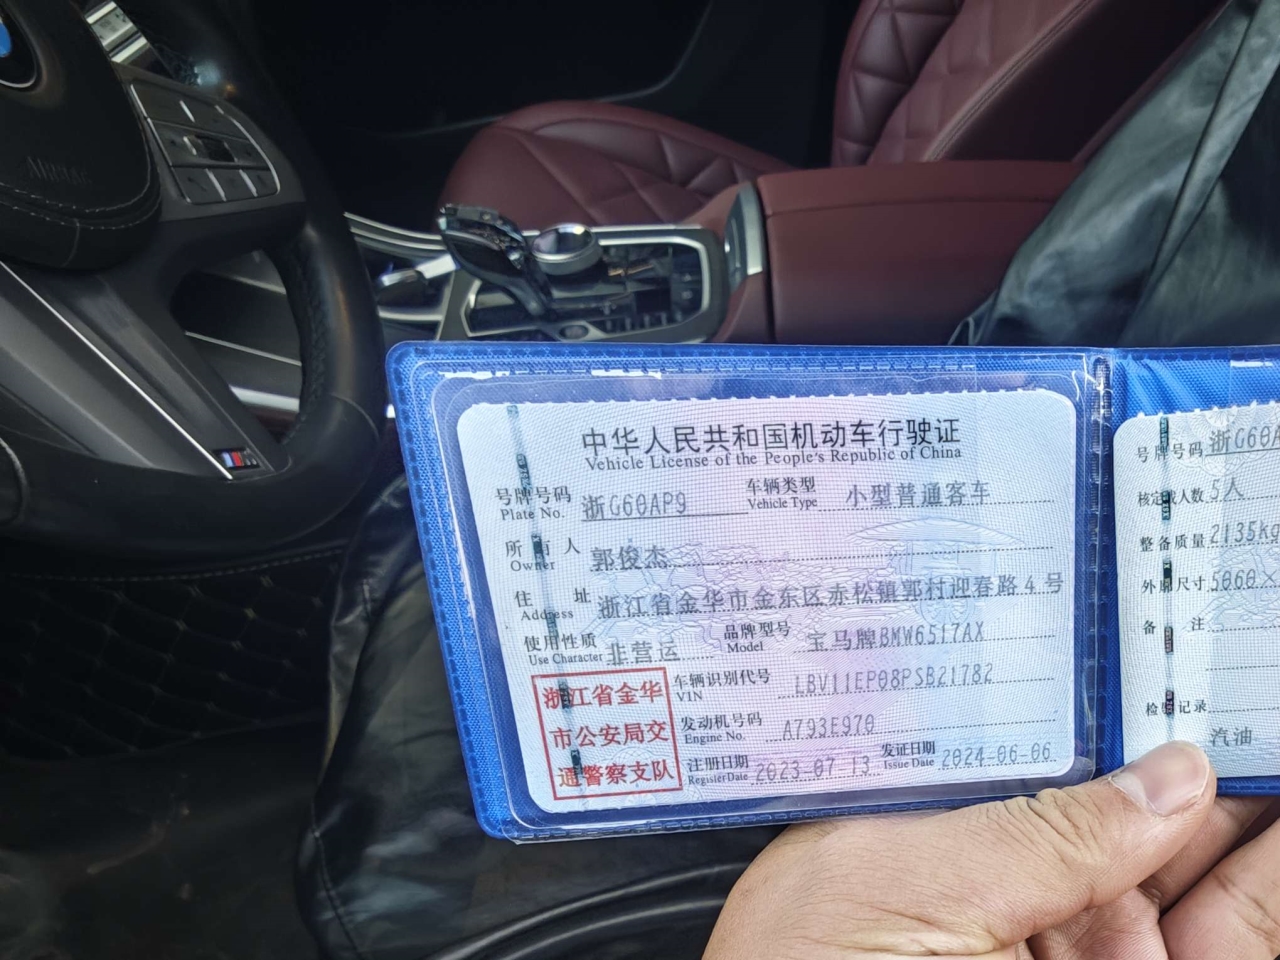 AIRBAG
中华人民共和国机动车行驶证
Vehicle License of the People's Republic of China
号牌号码 浙G60AP9 车辆类型 小型普通客车
Plate No. Vehicle Type
所有人 郭俊杰
Owner
住址 浙江省金华市金东区赤松镇郭村迎春路4号
Address
使用性质 非营运 品牌型号 宝马牌BMW6517AX
Use Character Model
浙江省金华
市公安局交
通警察支队
车辆识别代号 LBV11EP08PSB21782
VIN
发动机号码 A793E970
Engine No.
注册日期 2023-07-13 发证日期 2024-06-06
Register Date Issue Date
号牌号码 浙G60A
核定载人数 5人
整备质量 2135kg
外廓尺寸 5060×
备注
检验记录
汽油